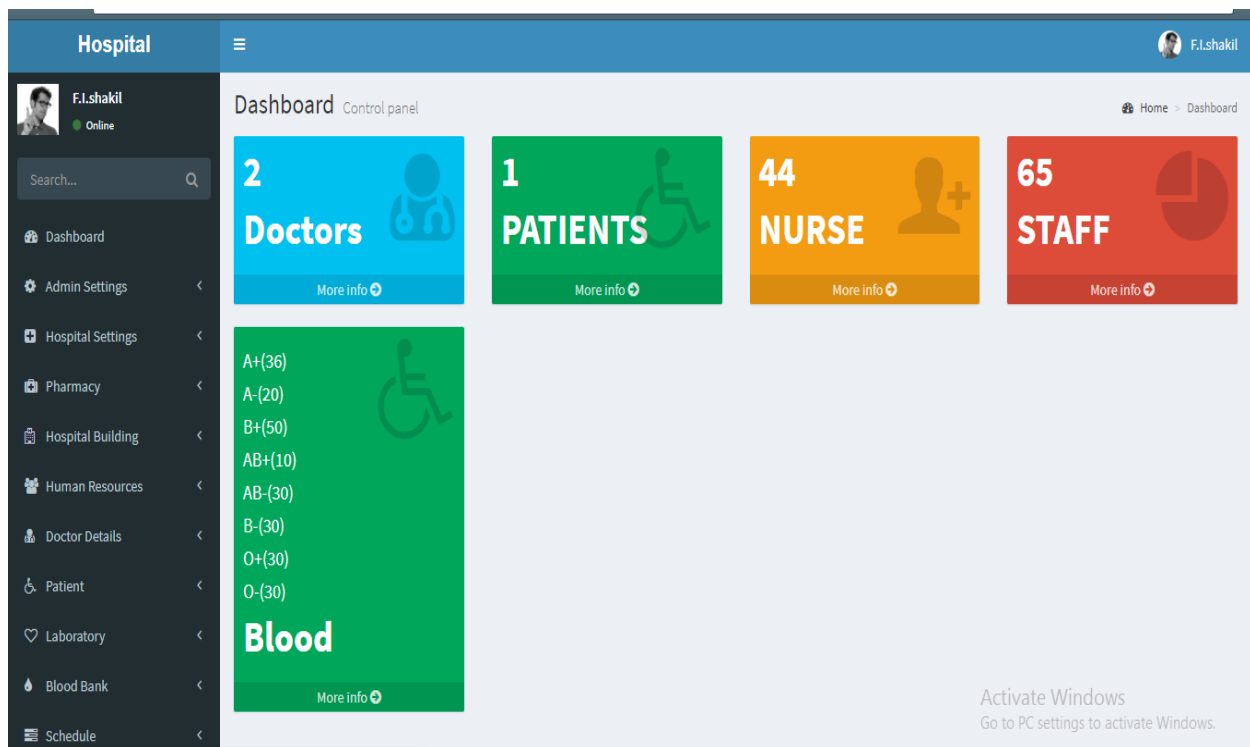 Hospital
F.I.shakil
F.I.shakil
Online
Search...
Dashboard
Admin Settings
Hospital Settings
Pharmacy
Hospital Building
Human Resources
Doctor Details
Patient
Laboratory
Blood Bank
Schedule
Dashboard Control panel
Home > Dashboard
2
Doctors
More info
1
PATIENTS
More info
44
NURSE
More info
65
STAFF
More info
A+(36)
A-(20)
B+(50)
AB+(10)
AB-(30)
B-(30)
O+(30)
O-(30)
Blood
More info
Activate Windows
Go to PC settings to activate Windows.